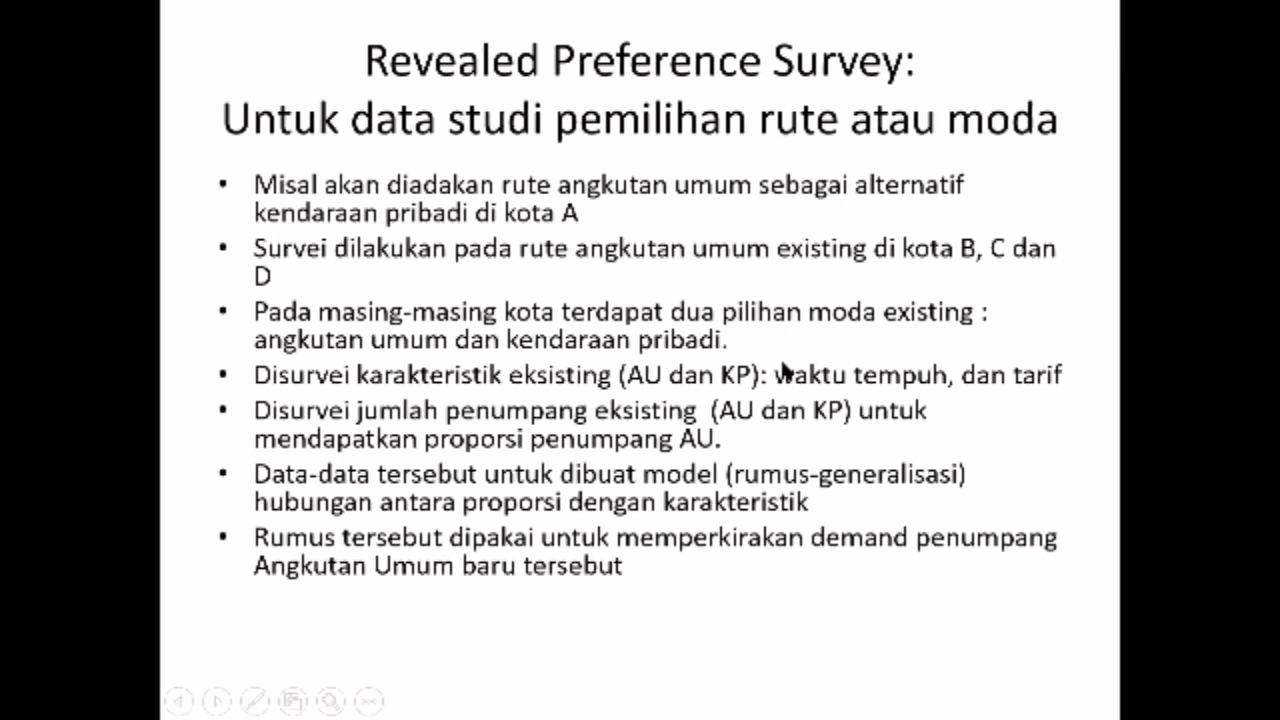 Revealed Preference Survey:
Untuk data studi pemilihan rute atau moda
• Misal akan diadakan rute angkutan umum sebagai alternatif
kendaraan pribadi di kota A
• Survei dilakukan pada rute angkutan umum existing di kota B, C dan
D
• Pada masing-masing kota terdapat dua pilihan moda existing :
angkutan umum dan kendaraan pribadi.
• Disurvei karakteristik eksisting (AU dan KP): waktu tempuh, dan tarif
• Disurvei jumlah penumpang eksisting (AU dan KP) untuk
mendapatkan proporsi penumpang AU.
• Data-data tersebut untuk dibuat model (rumus-generalisasi)
hubungan antara proporsi dengan karakteristik
• Rumus tersebut dipakai untuk memperkirakan demand penumpang
Angkutan Umum baru tersebut